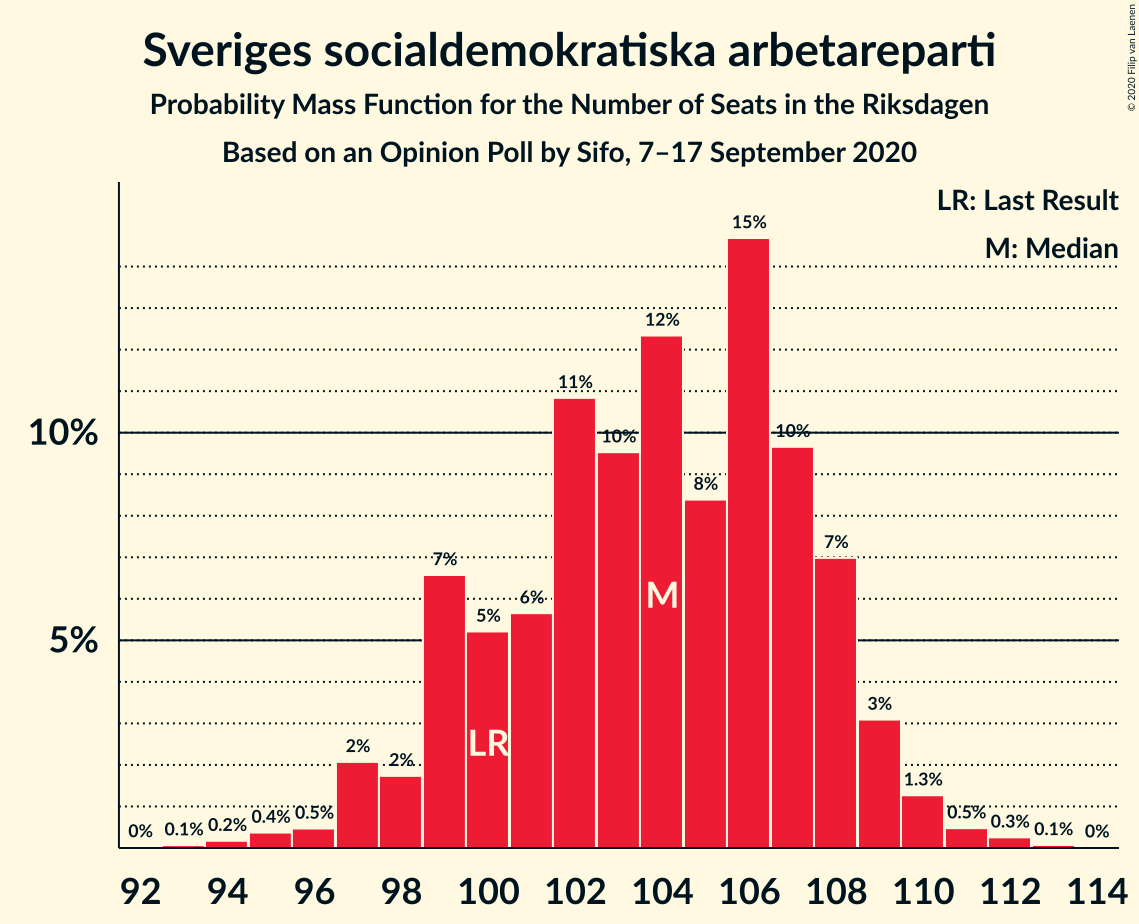 Sveriges socialdemokratiska arbetareparti
Probability Mass Function for the Number of Seats in the Riksdagen
Based on an Opinion Poll by Sifo, 7–17 September 2020
© 2020 Filip van Laenen
LR: Last Result
M: Median
10%
5%
0% 0.1% 0.2% 0.4% 0.5% 2% 2% 7% 5% 6% 11% 10% 12% 8% 15% 10% 7% 3% 1.3% 0.5% 0.3% 0.1% 0%
M
LR
92 94 96 98 100 102 104 106 108 110 112 114